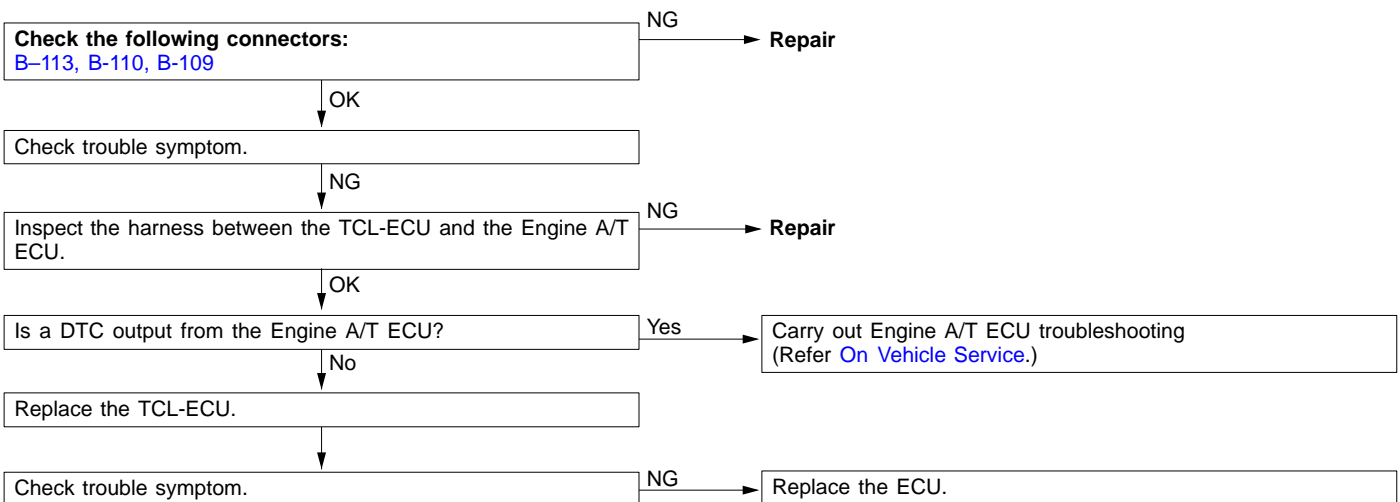 NG
Check the following connectors:
Repair
B–113, B-110, B-109
OK
Check trouble symptom.
NG
Inspect the harness between the TCL-ECU and the Engine A/T
ECU.
NG
Repair
OK
Is a DTC output from the Engine A/T ECU?
Yes
Carry out Engine A/T ECU troubleshooting
(Refer On Vehicle Service.)
No
Replace the TCL-ECU.
Check trouble symptom.
NG
Replace the ECU.